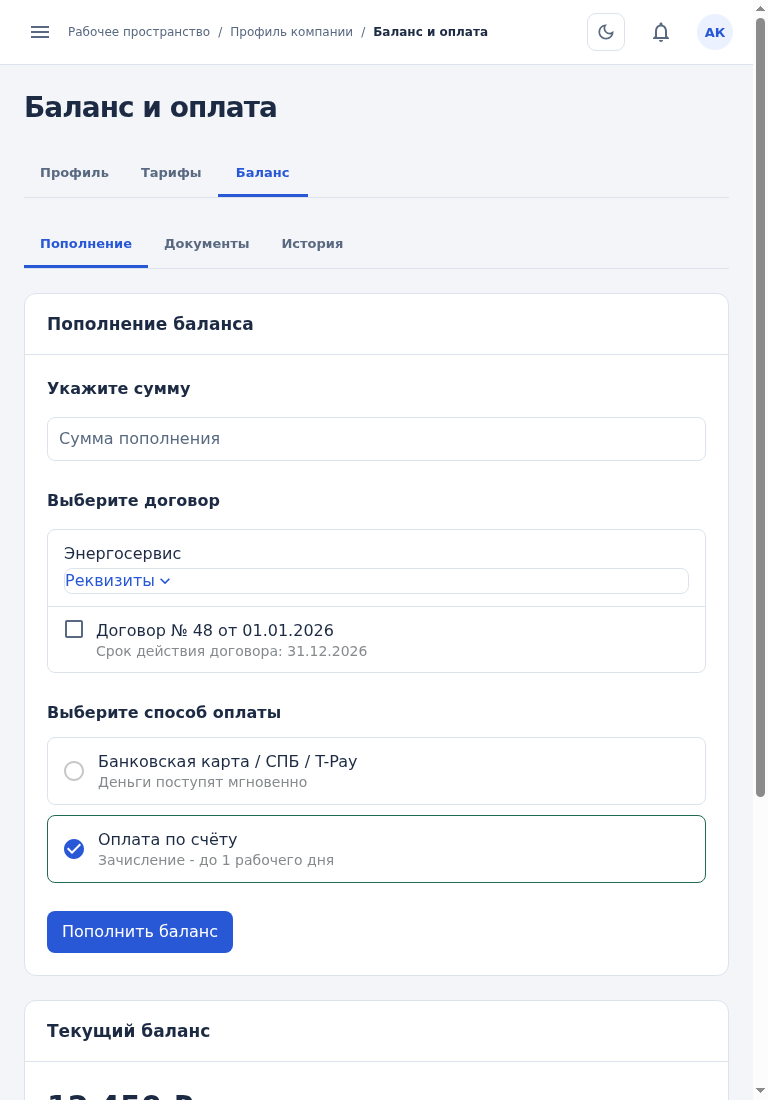 Рабочее пространство / Профиль компании / Баланс и оплата
АК
Баланс и оплата
Профиль Тарифы Баланс
Пополнение Документы История
Пополнение баланса
Укажите сумму
Сумма пополнения
Выберите договор
Энергосервис
Реквизиты
Договор № 48 от 01.01.2026
Срок действия договора: 31.12.2026
Выберите способ оплаты
Банковская карта / СПБ / T-Pay
Деньги поступят мгновенно
Оплата по счёту
Зачисление - до 1 рабочего дня
Пополнить баланс
Текущий баланс